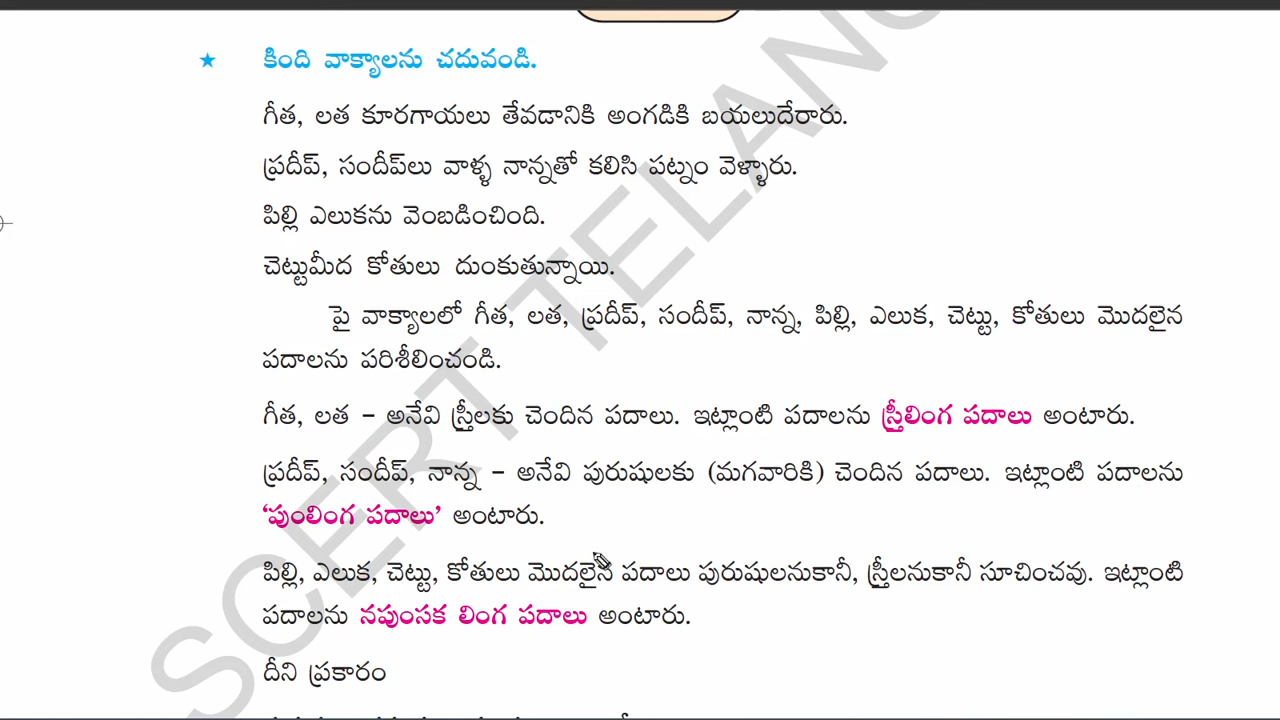 ★ కింది వాక్యాలను చదువండి.
గీత, లత కూరగాయలు తేవడానికి అంగడికి బయలుదేరారు.
ప్రదీప్, సందీప్‌లు వాళ్ళ నాన్నతో కలిసి పట్నం వెళ్ళారు.
పిల్లి ఎలుకను వెంబడించింది.
చెట్టుమీద కోతులు దుంకుతున్నాయి.
పై వాక్యాలలో గీత, లత, ప్రదీప్, సందీప్, నాన్న, పిల్లి, ఎలుక, చెట్టు, కోతులు మొదలైన
పదాలను పరిశీలించండి.
గీత, లత – అనేవి స్త్రీలకు చెందిన పదాలు. ఇట్లాంటి పదాలను స్త్రీలింగ పదాలు అంటారు.
ప్రదీప్, సందీప్, నాన్న – అనేవి పురుషులకు (మగవారికి) చెందిన పదాలు. ఇట్లాంటి పదాలను
‘పుంలింగ పదాలు’ అంటారు.
పిల్లి, ఎలుక, చెట్టు, కోతులు మొదలైన పదాలు పురుషులనుకానీ, స్త్రీలనుకానీ సూచించవు. ఇట్లాంటి
పదాలను నపుంసక లింగ పదాలు అంటారు.
దీని ప్రకారం
SCERT TELANG